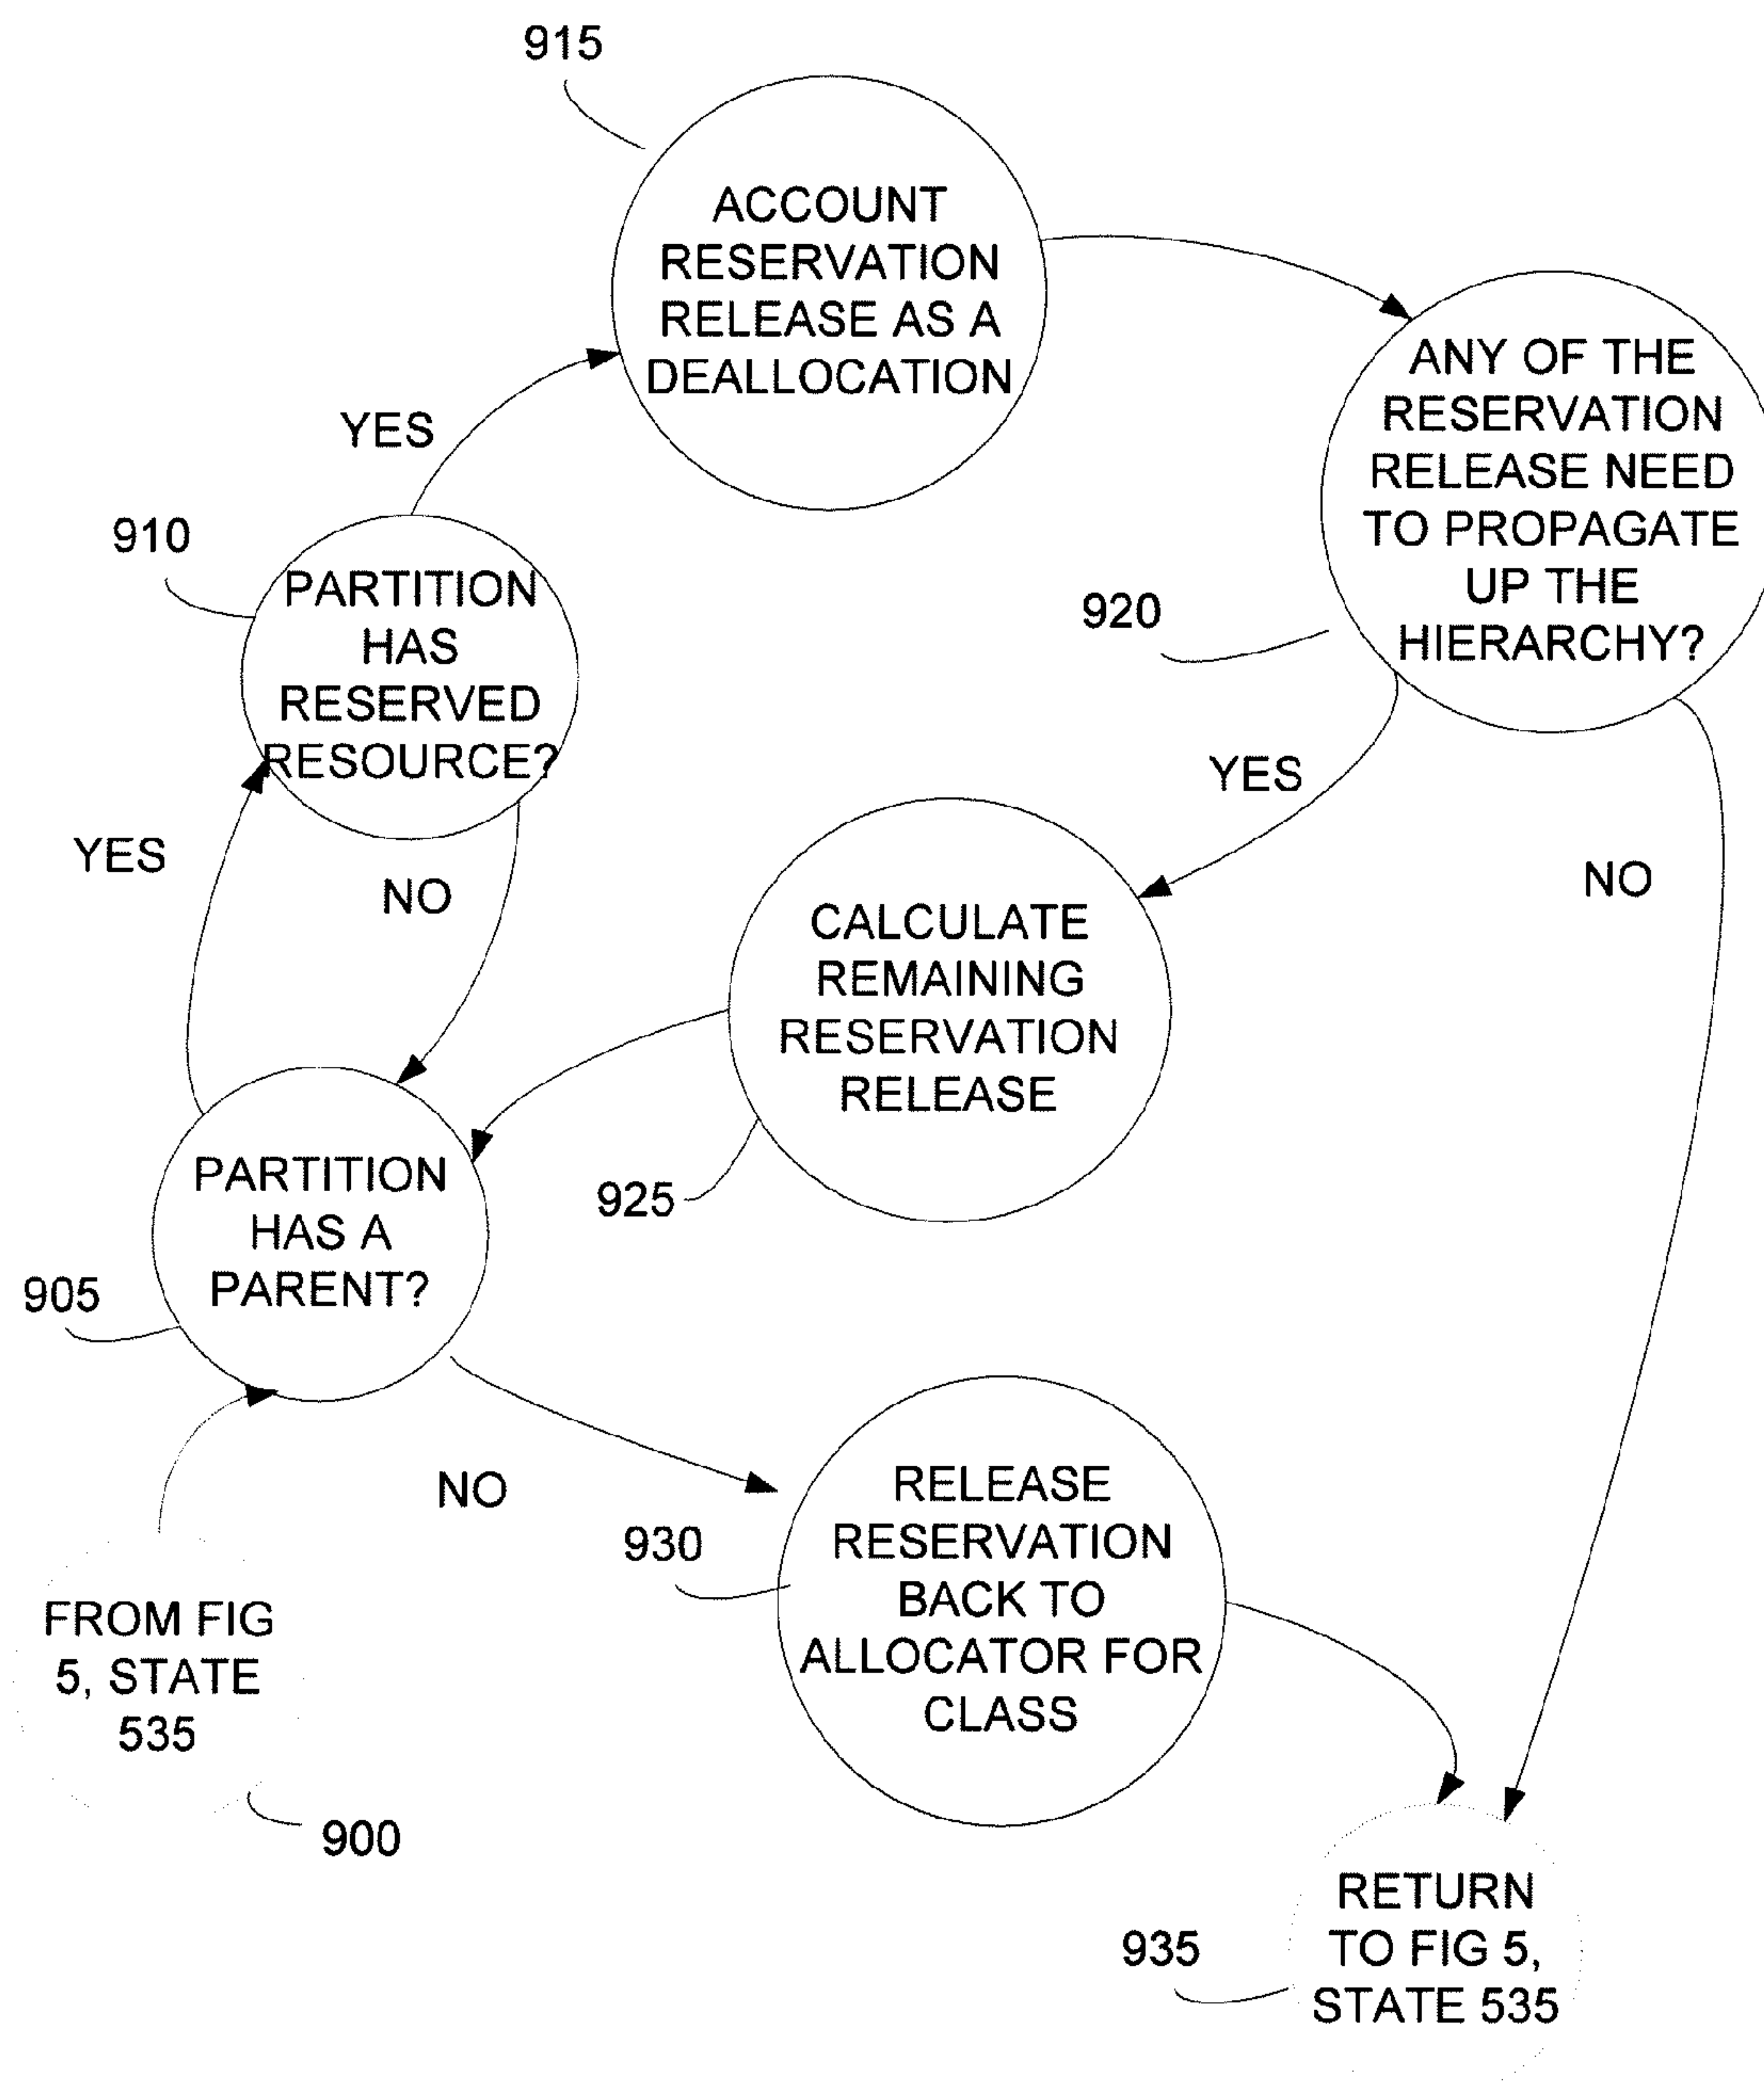 915
ACCOUNT
RESERVATION
RELEASE AS A
DEALLOCATION
ANY OF THE
RESERVATION
RELEASE NEED
TO PROPAGATE
UP THE
HIERARCHY?
YES
910
PARTITION
HAS
RESERVED
RESOURCE?
920
YES
YES
NO
NO
CALCULATE
REMAINING
RESERVATION
RELEASE
925
PARTITION
HAS A
PARENT?
905
NO
RELEASE
RESERVATION
BACK TO
ALLOCATOR FOR
CLASS
930
FROM FIG
5, STATE
535
900
RETURN
TO FIG 5,
STATE 535
935